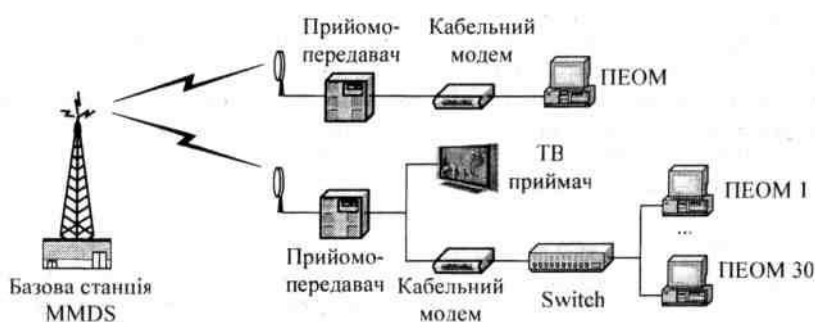 Прийомо-
передавач
Кабельний
модем
ПЕОМ
ТВ
приймач
ПЕОМ 1
...
ПЕОМ 30
Прийомо-
передавач
Кабельний
модем
Switch
Базова станція
MMDS